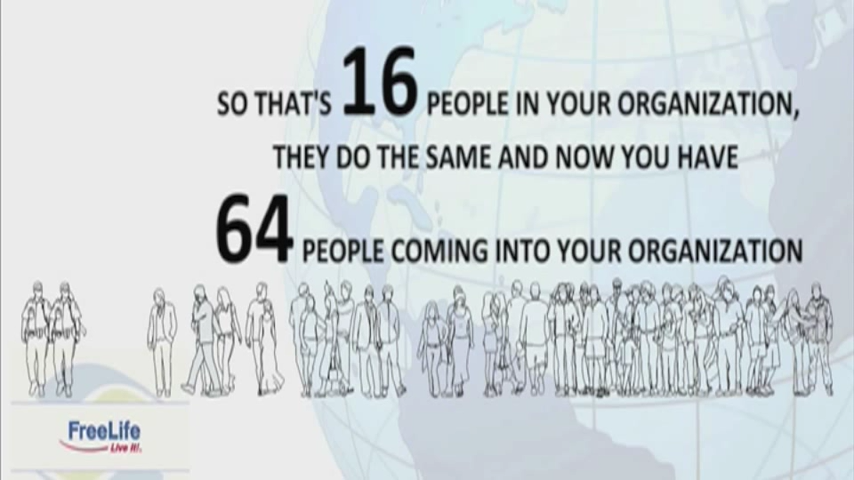 SO THAT'S 16 PEOPLE IN YOUR ORGANIZATION,
THEY DO THE SAME AND NOW YOU HAVE
64 PEOPLE COMING INTO YOUR ORGANIZATION
FreeLife
Live It!.